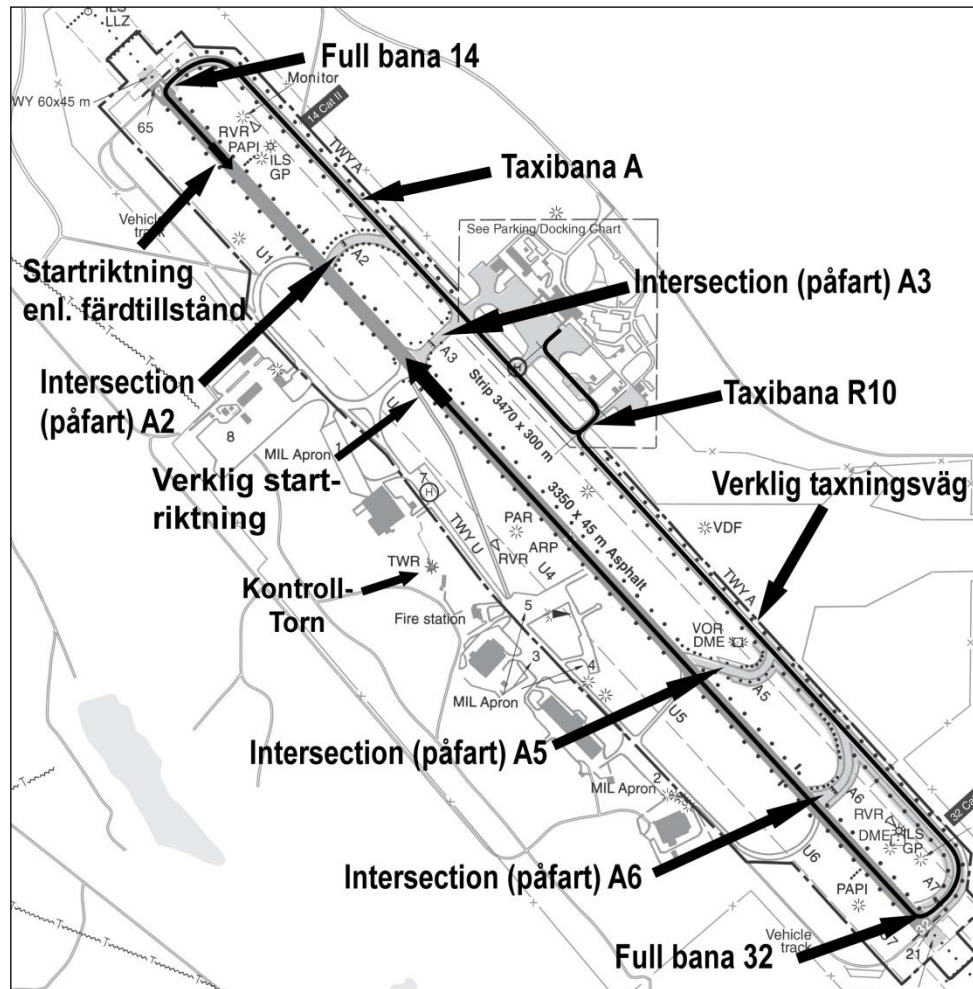 ILS
LLZ
Full bana 14
Monitor
WY 60x45 m
14 Cat II
65
RVR
PAPI
ILS
GP
TWY A
Taxibana A
Vehicle
track
See Parking/Docking Chart
U1
A2
Startriktning
enl. färdtillstånd
Intersection (påfart) A3
A3
H
Intersection
(påfart) A2
Strip 3470 x 300 m
Taxibana R10
8
MIL Apron
1
Verklig start-
riktning
7
H
3350 x 45 m Asphalt
Verklig taxningsväg
PAR
VDF
TWY U
RVR
ARP
U4
TWR
TWY A
Kontroll-
Torn
Fire station
5
VOR
DME
3
4
MIL Apron
A5
U5
Intersection (påfart) A5
2
MIL Apron
A6
32 Ca
RVR
DME
ILS
GP
U6
Intersection (påfart) A6
A7
PAPI
32
Vehicle
track
U7
21
Full bana 32